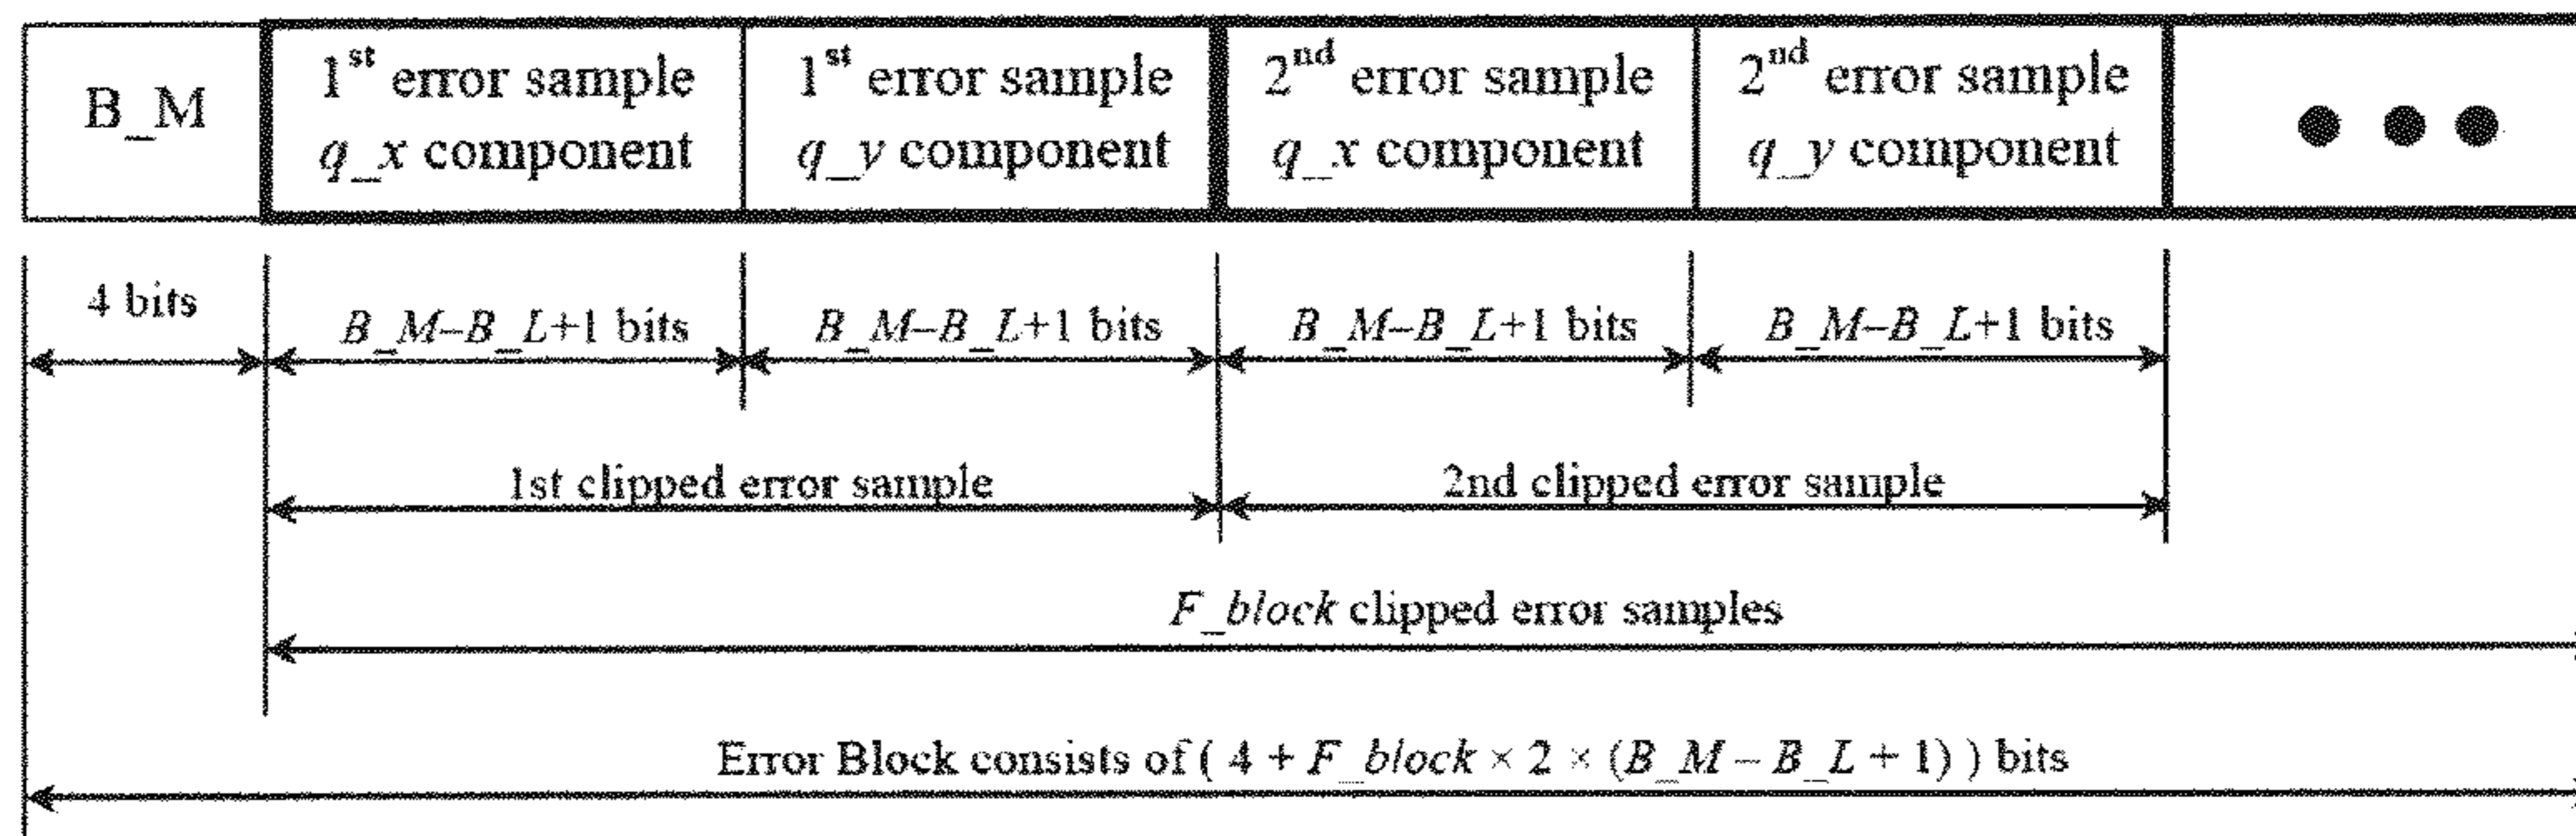 B_M
1st error sample
q_x component
1st error sample
q_y component
2nd error sample
q_x component
2nd error sample
q_y component
4 bits
B_M–B_L+1 bits
B_M–B_L+1 bits
B_M–B_L+1 bits
B_M–B_L+1 bits
1st clipped error sample
2nd clipped error sample
F_block clipped error samples
Error Block consists of ( 4 + F_block × 2 × (B_M – B_L + 1) ) bits